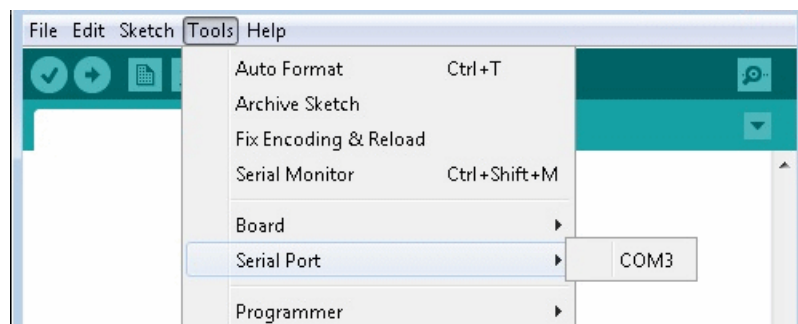 File Edit Sketch Tools Help
Auto Format Ctrl+T
Archive Sketch
Fix Encoding & Reload
Serial Monitor Ctrl+Shift+M
Board
Serial Port COM3
Programmer